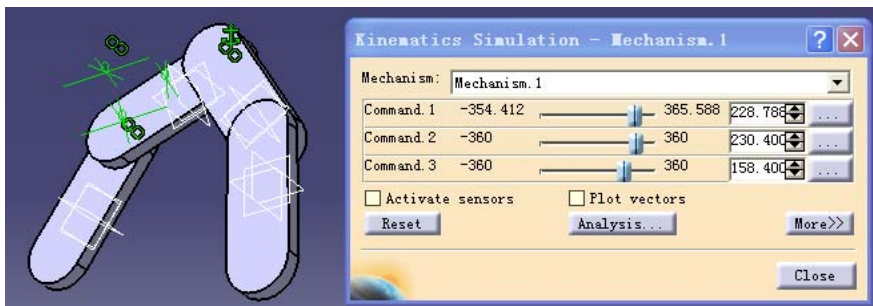 Kinematics Simulation - Mechanism.1
Mechanism: Mechanism.1
Command.1 -354.412 365.588 228.788 ...
Command.2 -360 360 230.400 ...
Command.3 -360 360 158.400 ...
Activate sensors Plot vectors
Reset Analysis... More>>
Close